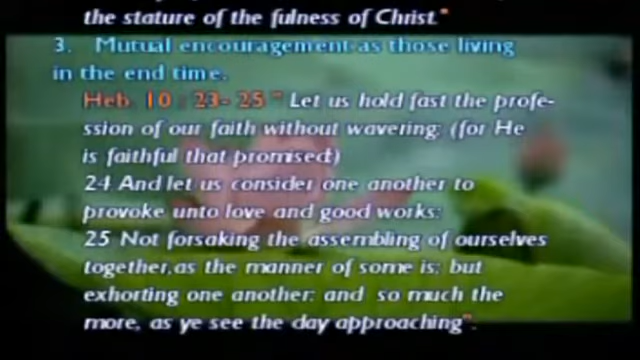 the stature of the fulness of Christ."
3. Mutual encouragement as those living
in the end time.
Heb. 10 : 23- 25 " Let us hold fast the profe-
ssion of our faith without wavering; (for He
is faithful that promised;)
24 And let us consider one another to
provoke unto love and good works:
25 Not forsaking the assembling of ourselves
together,as the manner of some is; but
exhorting one another: and so much the
more, as ye see the day approaching".